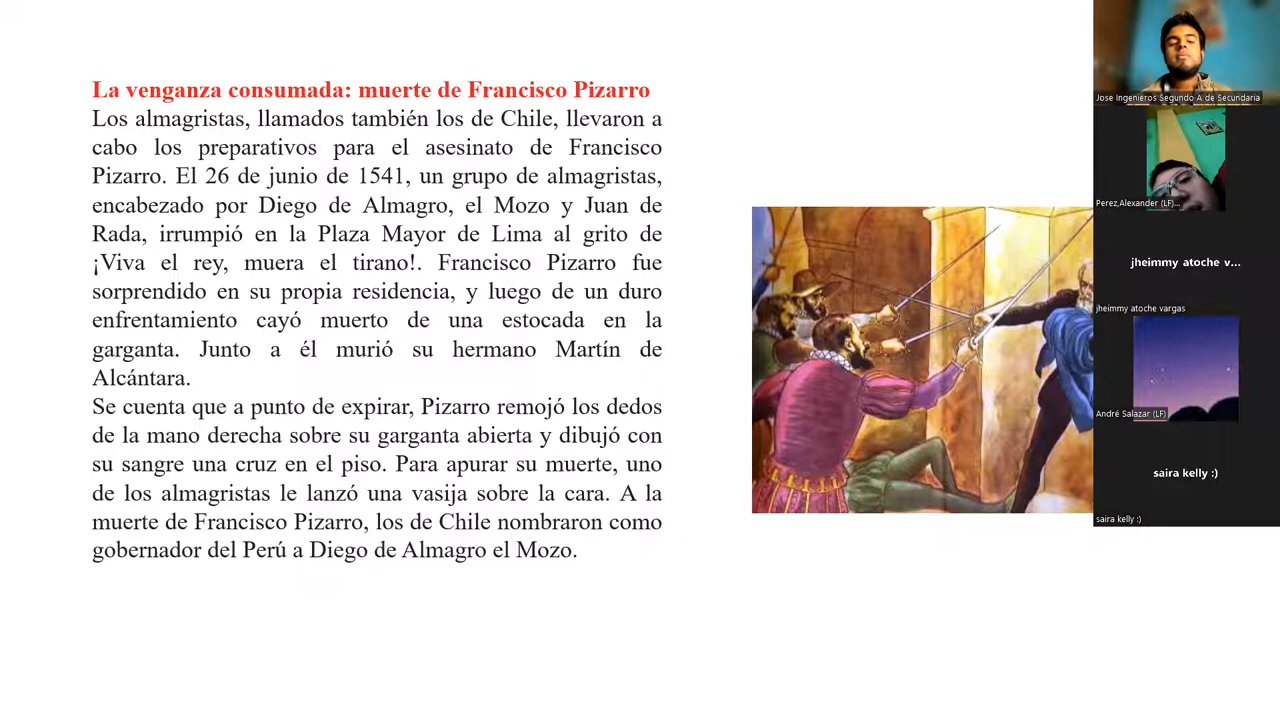 La venganza consumada: muerte de Francisco Pizarro
Los almagristas, llamados también los de Chile, llevaron a
cabo los preparativos para el asesinato de Francisco
Pizarro. El 26 de junio de 1541, un grupo de almagristas,
encabezado por Diego de Almagro, el Mozo y Juan de
Rada, irrumpió en la Plaza Mayor de Lima al grito de
¡Viva el rey, muera el tirano!. Francisco Pizarro fue
sorprendido en su propia residencia, y luego de un duro
enfrentamiento cayó muerto de una estocada en la
garganta. Junto a él murió su hermano Martín de
Alcántara.
Se cuenta que a punto de expirar, Pizarro remojó los dedos
de la mano derecha sobre su garganta abierta y dibujó con
su sangre una cruz en el piso. Para apurar su muerte, uno
de los almagristas le lanzó una vasija sobre la cara. A la
muerte de Francisco Pizarro, los de Chile nombraron como
gobernador del Perú a Diego de Almagro el Mozo.
Jose Ingenieros Segundo A de Secundaria
Perez,Alexander (LF)...
jheimmy atoche v...
jheimmy atoche vargas
André Salazar (LF)
saira kelly :)
saira kelly :)